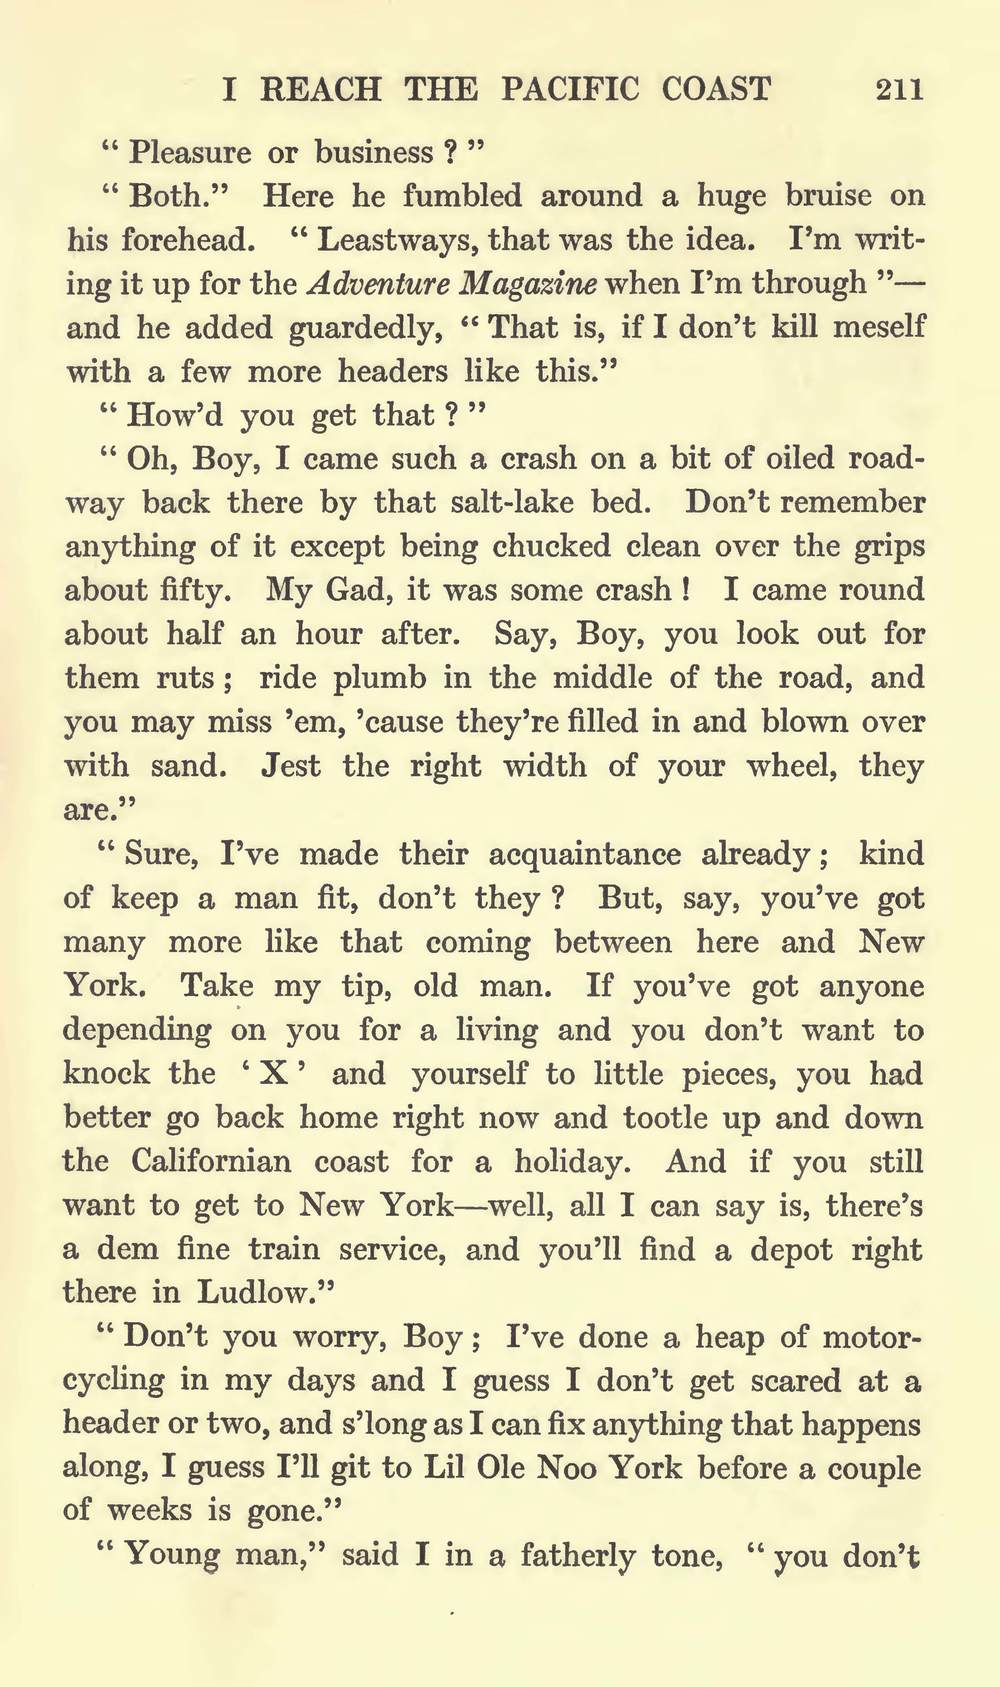 I REACH THE PACIFIC COAST 211
“ Pleasure or business ? ”
“ Both.” Here he fumbled around a huge bruise on
his forehead. “ Leastways, that was the idea. I’m writ-
ing it up for the Adventure Magazine when I’m through ”—
and he added guardedly, “ That is, if I don’t kill meself
with a few more headers like this.”
“ How’d you get that ? ”
“ Oh, Boy, I came such a crash on a bit of oiled road-
way back there by that salt-lake bed. Don’t remember
anything of it except being chucked clean over the grips
about fifty. My Gad, it was some crash ! I came round
about half an hour after. Say, Boy, you look out for
them ruts ; ride plumb in the middle of the road, and
you may miss ’em, ’cause they’re filled in and blown over
with sand. Jest the right width of your wheel, they
are.”
“ Sure, I’ve made their acquaintance already ; kind
of keep a man fit, don’t they ? But, say, you’ve got
many more like that coming between here and New
York. Take my tip, old man. If you’ve got anyone
depending on you for a living and you don’t want to
knock the ‘ X ’ and yourself to little pieces, you had
better go back home right now and tootle up and down
the Californian coast for a holiday. And if you still
want to get to New York—well, all I can say is, there’s
a dem fine train service, and you’ll find a depot right
there in Ludlow.”
“ Don’t you worry, Boy ; I’ve done a heap of motor-
cycling in my days and I guess I don’t get scared at a
header or two, and s’long as I can fix anything that happens
along, I guess I’ll git to Lil Ole Noo York before a couple
of weeks is gone.”
“ Young man,” said I in a fatherly tone, “ you don’t